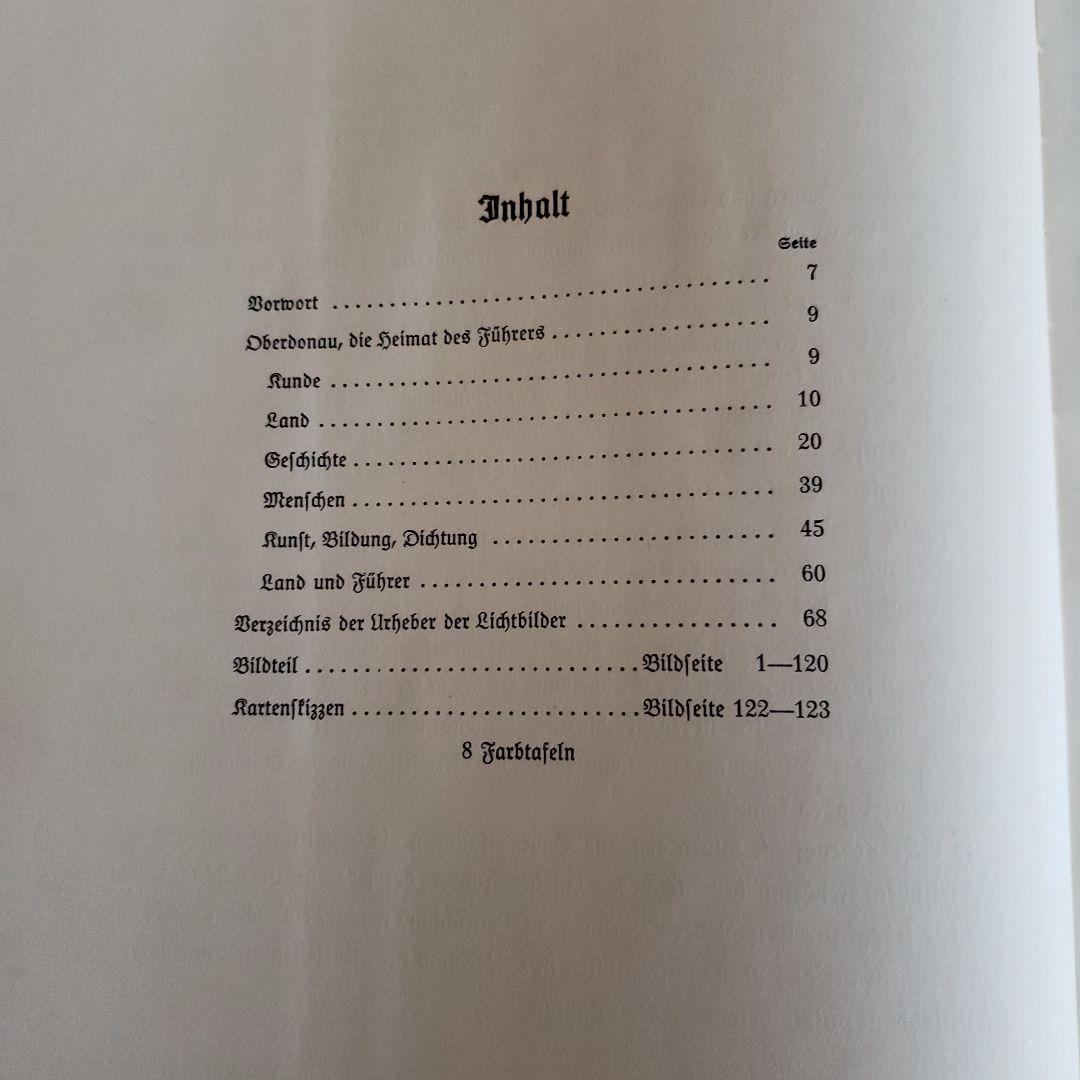 Inhalt
Seite
Vorwort ........................................ 7
Oberdonau, die Heimat des Führers ................... 9
Kunde ........................................ 9
Land ........................................ 10
Geschichte ..................................... 20
Menschen ..................................... 39
Kunst, Bildung, Dichtung ......................... 45
Land und Führer ............................... 60
Verzeichnis der Urheber der Lichtbilder ................. 68
Bildteil ............................. Bildseite 1—120
Kartenskizzen ......................... Bildseite 122—123
8 Farbtafeln